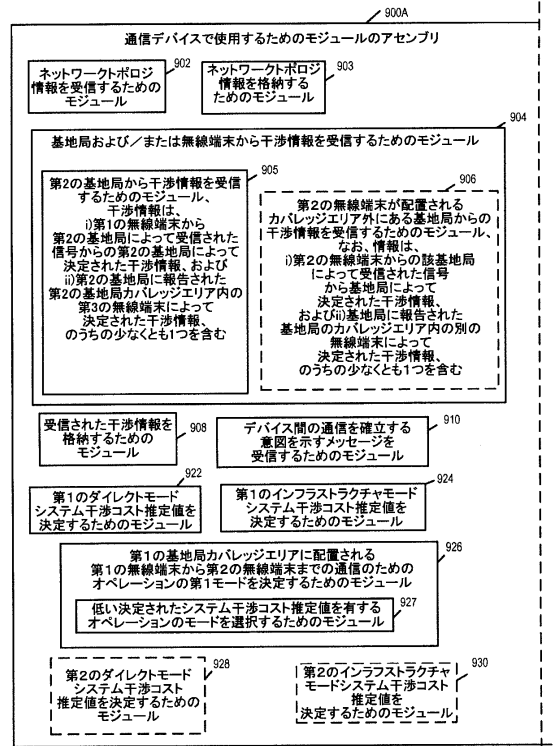 900A
通信デバイスで使用するためのモジュールのアセンブリ
ネットワークトポロジ
情報を受信するための
モジュール
902
ネットワークトポロジ
情報を格納する
ためのモジュール
903
904
基地局および/または無線端末から干渉情報を受信するためのモジュール
905
第2の基地局から干渉情報を受信
するためのモジュール、
干渉情報は、
i)第1の無線端末から
第2の基地局によって受信された
信号からの第2の基地局によって
決定された干渉情報、および
ii)第2の基地局に報告された
第2の基地局カバレッジエリア内の
第3の無線端末によって
決定された干渉情報、
のうちの少なくとも1つを含む
906
第2の無線端末が配置される
カバレッジエリア外にある基地局からの
干渉情報を受信するためのモジュール、
なお、情報は、
i)第2の無線端末からの該基地局
によって受信された信号
から基地局によって
決定された干渉情報、
およびii)基地局に報告された
基地局のカバレッジエリア内の別の
無線端末によって
決定された干渉情報、
のうちの少なくとも1つを含む
受信された干渉情報を
格納するための
モジュール
908
デバイス間の通信を確立する
意図を示すメッセージを
受信するためのモジュール
910
922
第1のダイレクトモード
システム干渉コスト推定値を
決定するためのモジュール
924
第1のインフラストラクチャモード
システム干渉コスト推定値を
決定するためのモジュール
926
第1の基地局カバレッジエリアに配置される
第1の無線端末から第2の無線端末までの通信のための
オペレーションの第1モードを決定するためのモジュール
927
低い決定されたシステム干渉コスト推定値を有する
オペレーションのモードを選択するためのモジュール
928
第2のダイレクトモード
システム干渉コスト
推定値を決定するための
モジュール
930
第2のインラフストラクチャ
モードシステム干渉コスト
推定値を
決定するためのモジュール